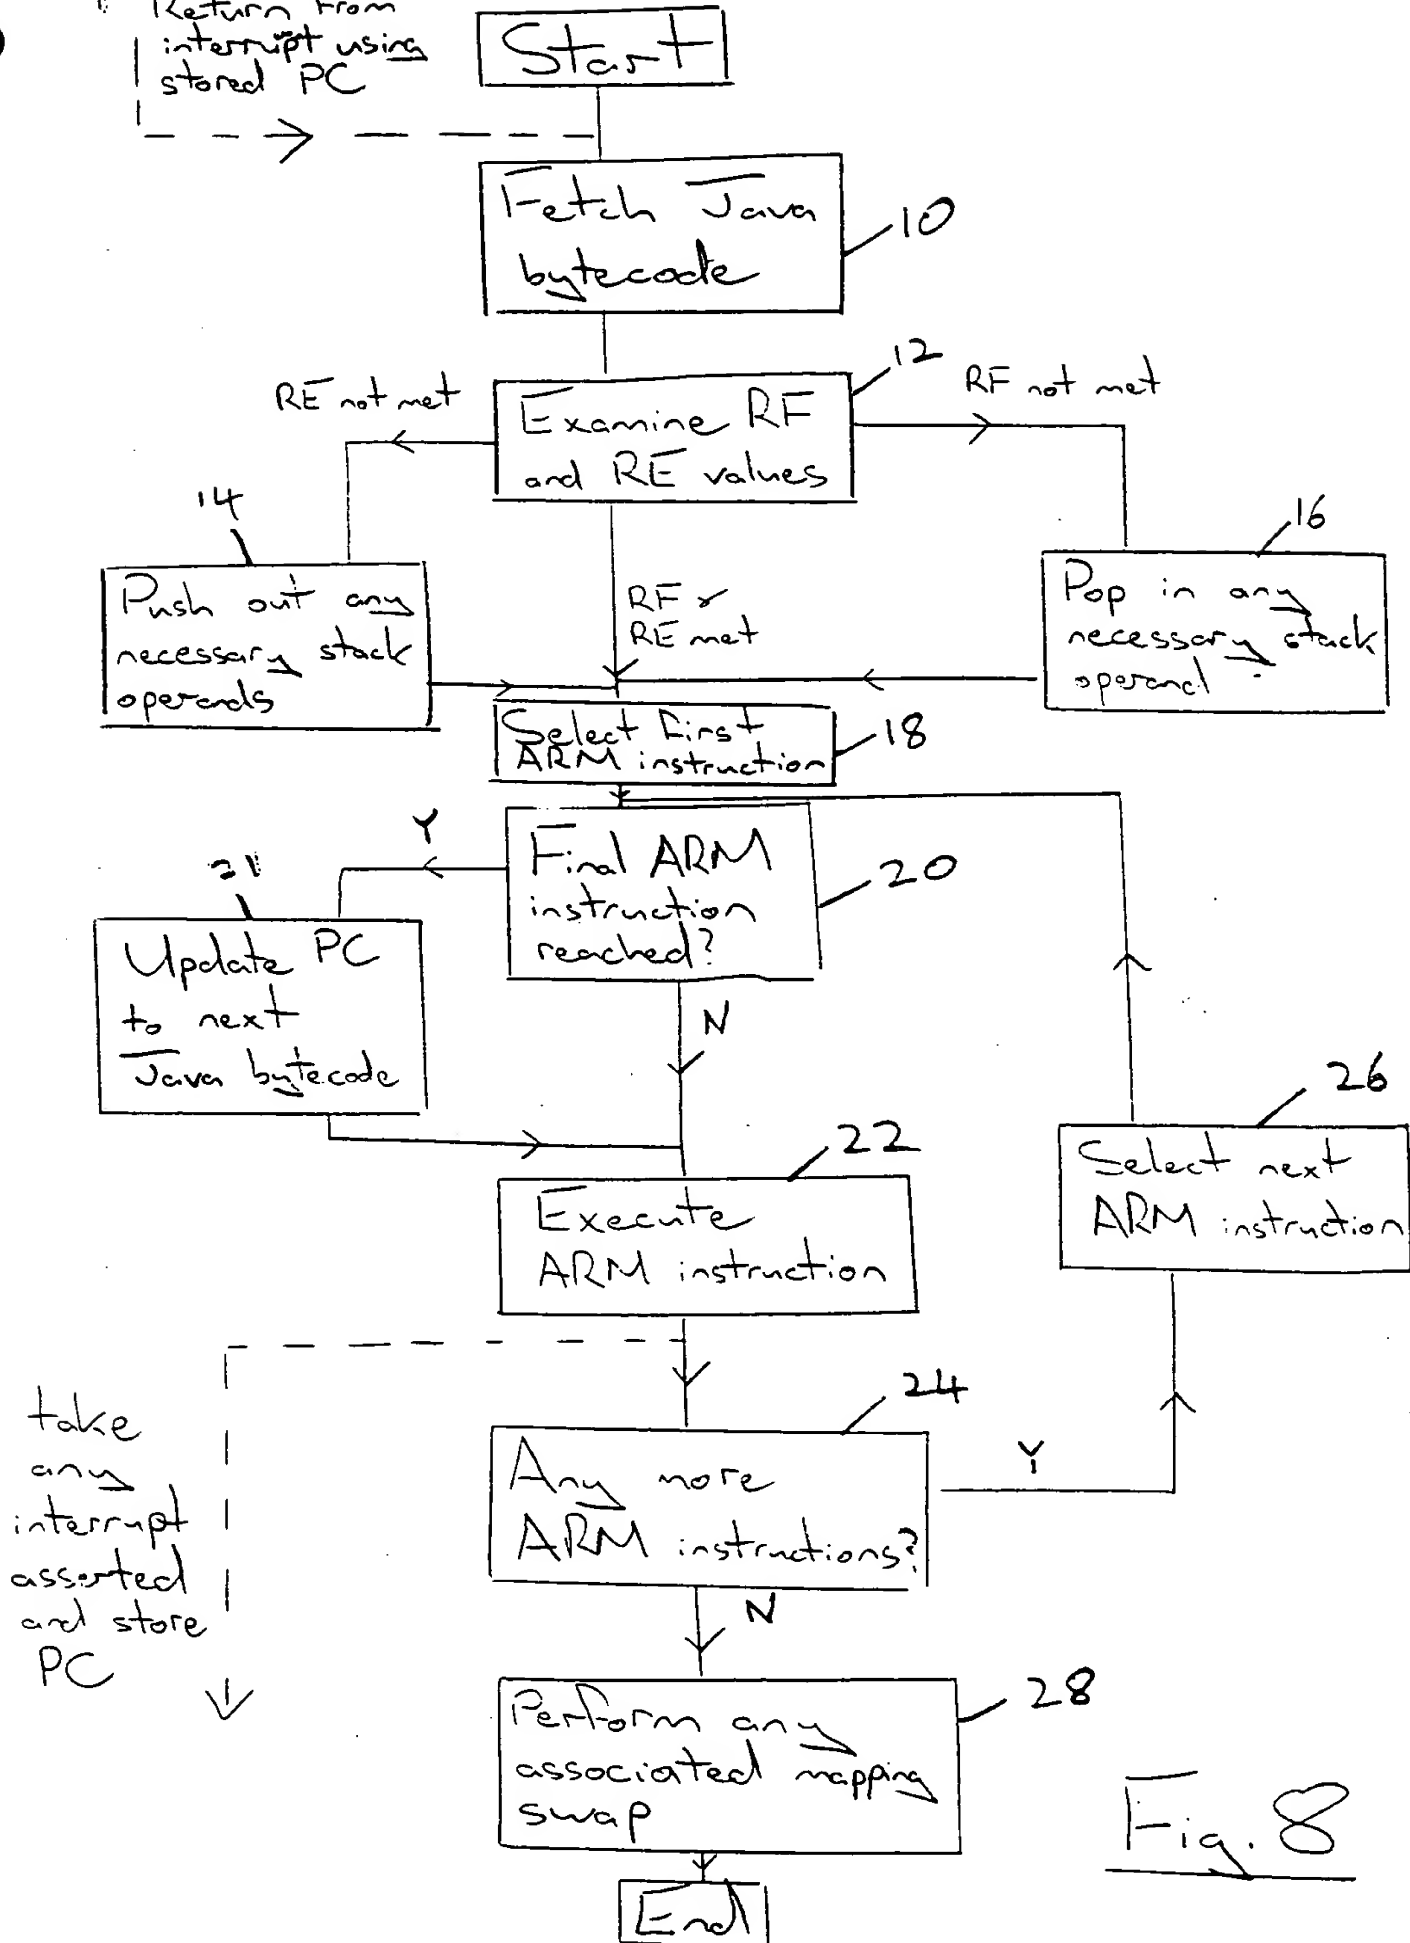 Return from
interrupt using
stored PC
Start
Fetch Java
bytecode
10
12
RE not met
RF not met
Examine RF
and RE values
14
16
Push out any
necessary stack
operands
RF &
RE met
Pop in any
necessary stack
operand
Select First
ARM instruction
18
Y
Final ARM
instruction
reached?
20
21
Update PC
to next
Java bytecode
N
22
26
Execute
ARM instruction
Select next
ARM instruction
take
any
interrupt
asserted
and store
PC
24
Any more
ARM instructions?
Y
N
28
Perform any
associated mapping
swap
Fig. 8
End